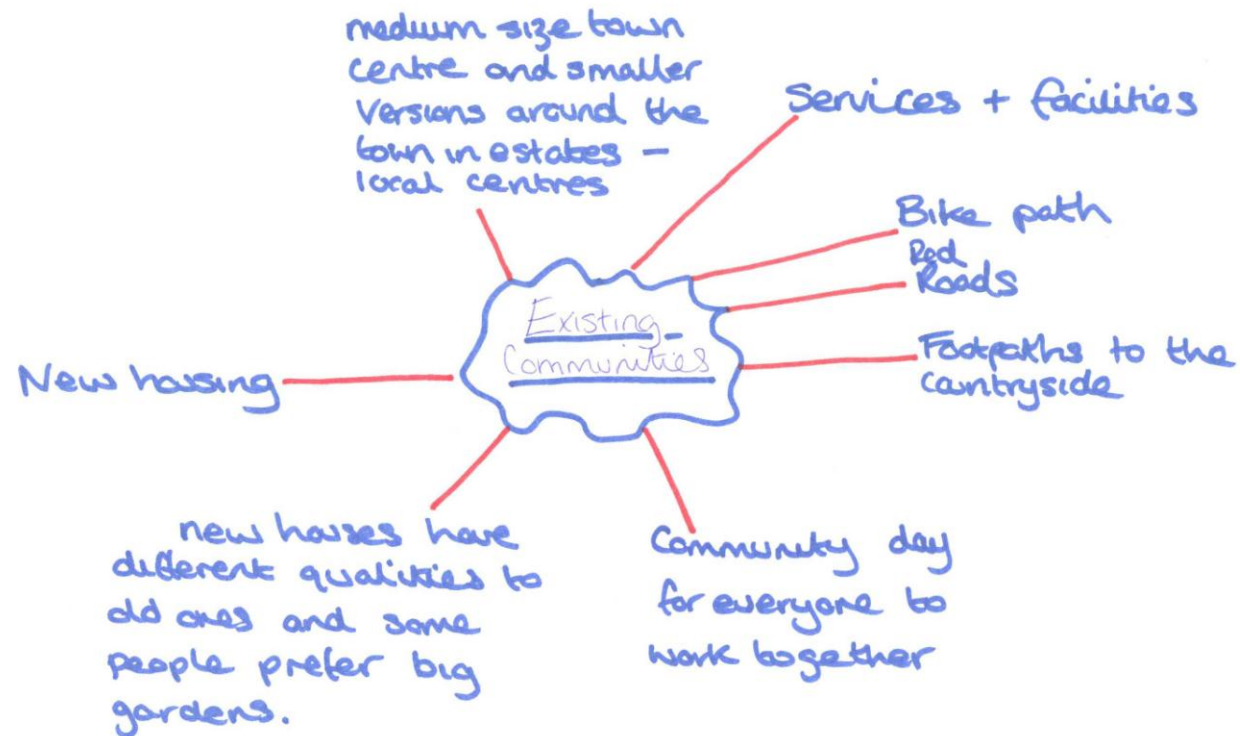 medium size town
centre and smaller
versions around the
town in estates -
local centres
Services + facilities
Bike path
Rod
Roads
Footpaths to the
countryside
Existing -
Communities
New housing
new houses have
different qualities to
old ones and some
people prefer big
gardens.
Community day
for everyone to
work together